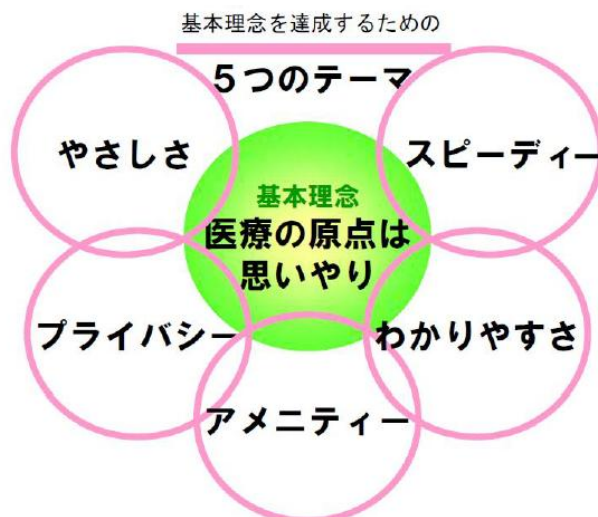 基本理念を達成するための
5つのテーマ
やさしさ
スピーディー
基本理念
医療の原点は
思いやり
プライバシー
わかりやすさ
アメニティー